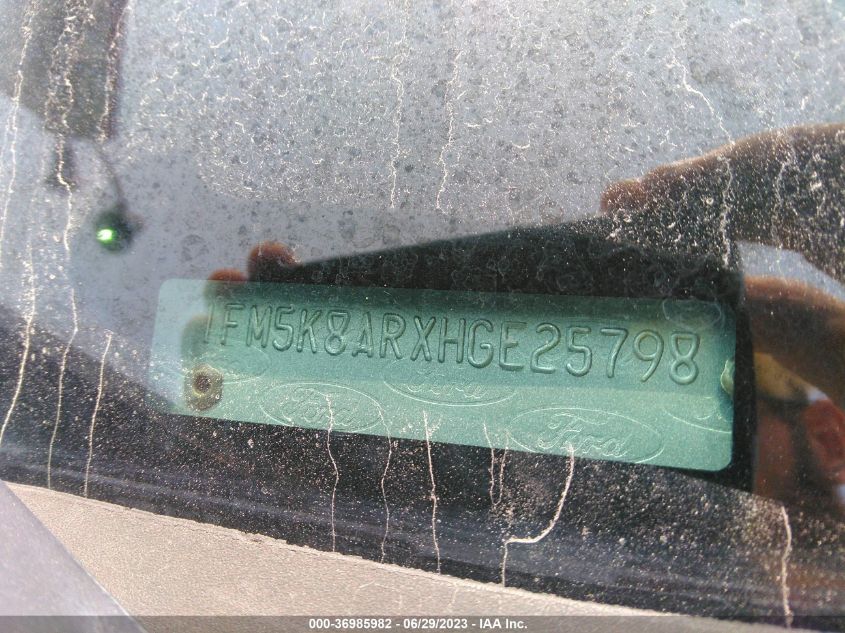 1FM5K8ARXHGE25798
Ford
Ford Ford
000-36985982 - 06/29/2023 - IAA Inc.